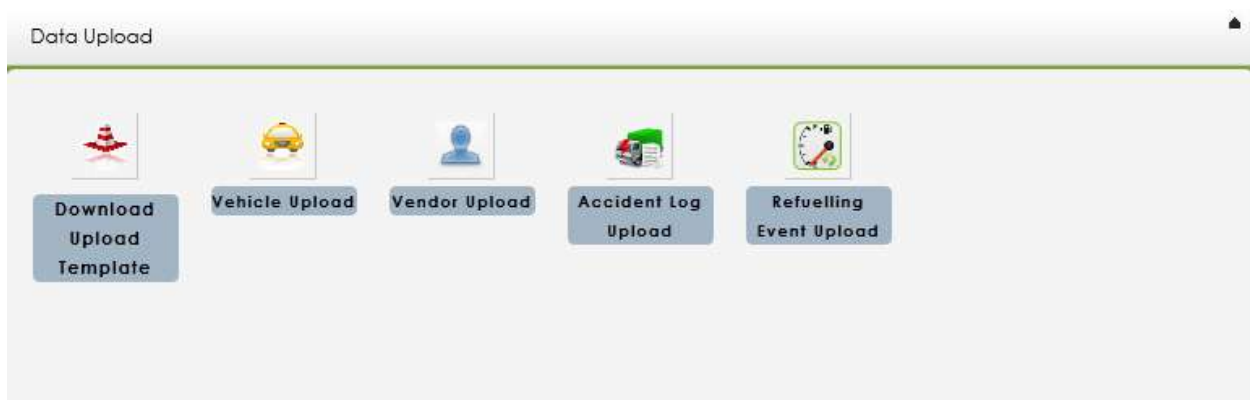 Data Upload
Download
Upload
Template
Vehicle Upload
Vendor Upload
Accident Log
Upload
Refuelling
Event Upload